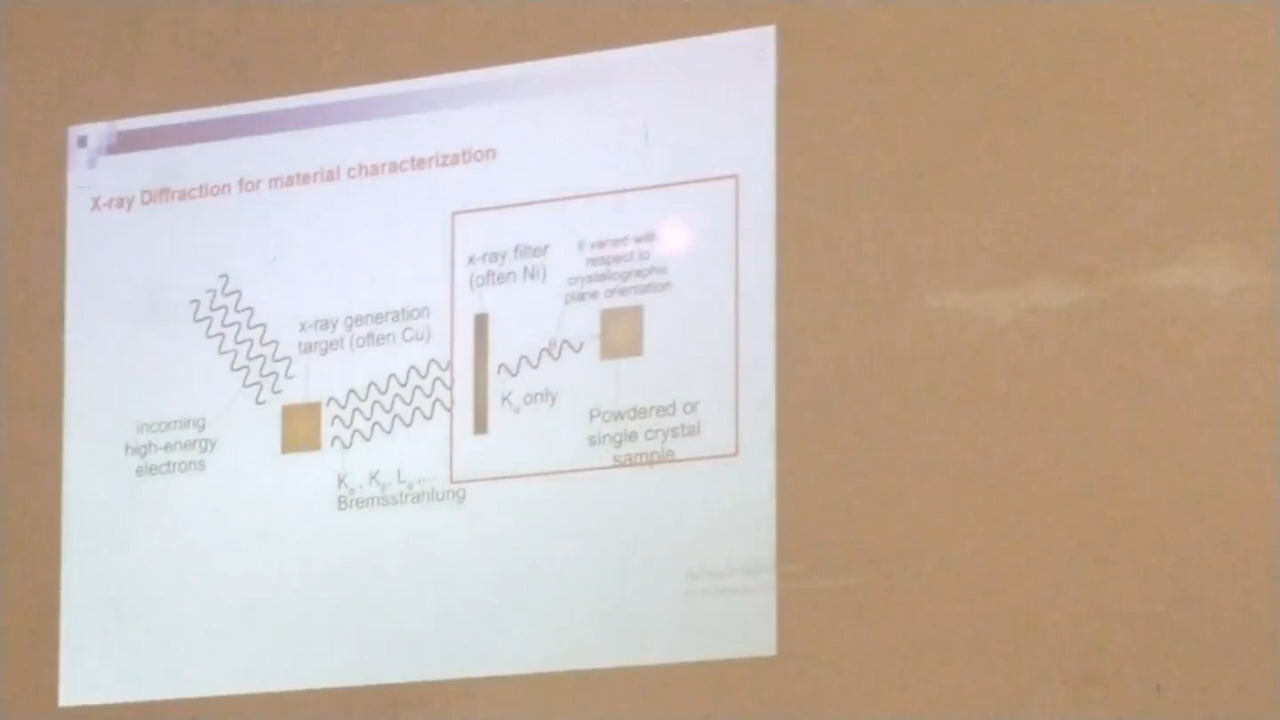 X-ray Diffraction for material characterization
x-ray filter
(often Ni)
θ varied with
respect to
crystallographic
plane orientation
x-ray generation
target (often Cu)
θ
Kα only
incoming
high-energy
electrons
Powdered or
single crystal
sample
Kα, Kβ, Lα,...
Bremsstrahlung